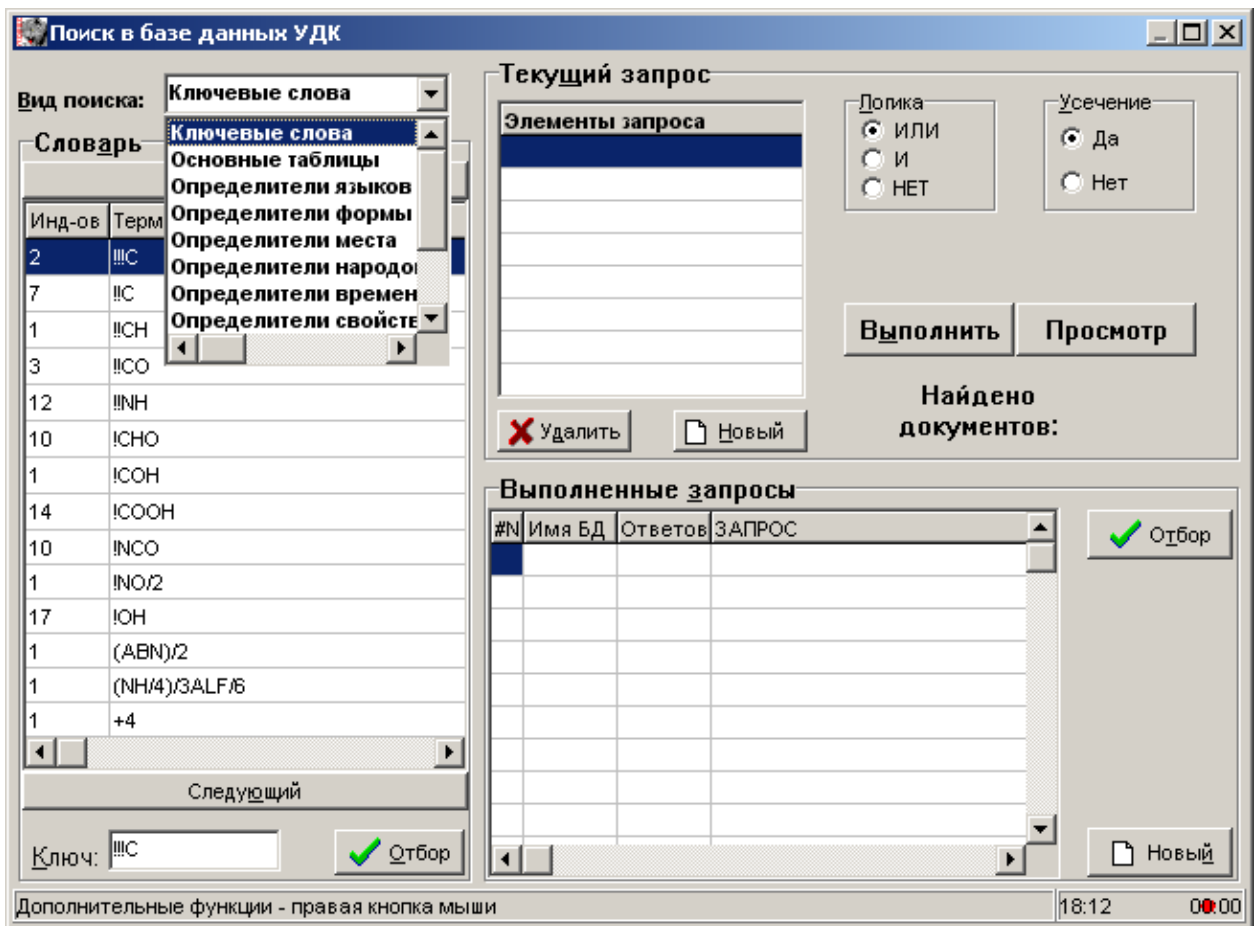 Поиск в базе данных УДК
Вид поиска:
Ключевые слова
Ключевые слова
Основные таблицы
Определители языков
Определители формы
Определители места
Определители
Определители
Определители
Словарь
Инд-ов
2 !!!C
7 !!C
1 !!CH
3 !!CO
12 !!NH
10 !CHO
1 !COH
14 !COOH
10 !NCO
1 !NO/2
17 !OH
1 (ABN)/2
1 (NH/4)/3ALF/6
1 +4
Следующий
Ключ: !!!C
Отбор
Текущий запрос
Элементы запроса
Удалить
Новый
Логика
ИЛИ
И
НЕТ
Усечение
Да
Нет
Выполнить
Просмотр
Найдено
документов:
Выполненные запросы
#N Имя БД Ответов ЗАПРОС
Отбор
Новый
Дополнительные функции - правая кнопка мыши
18:12